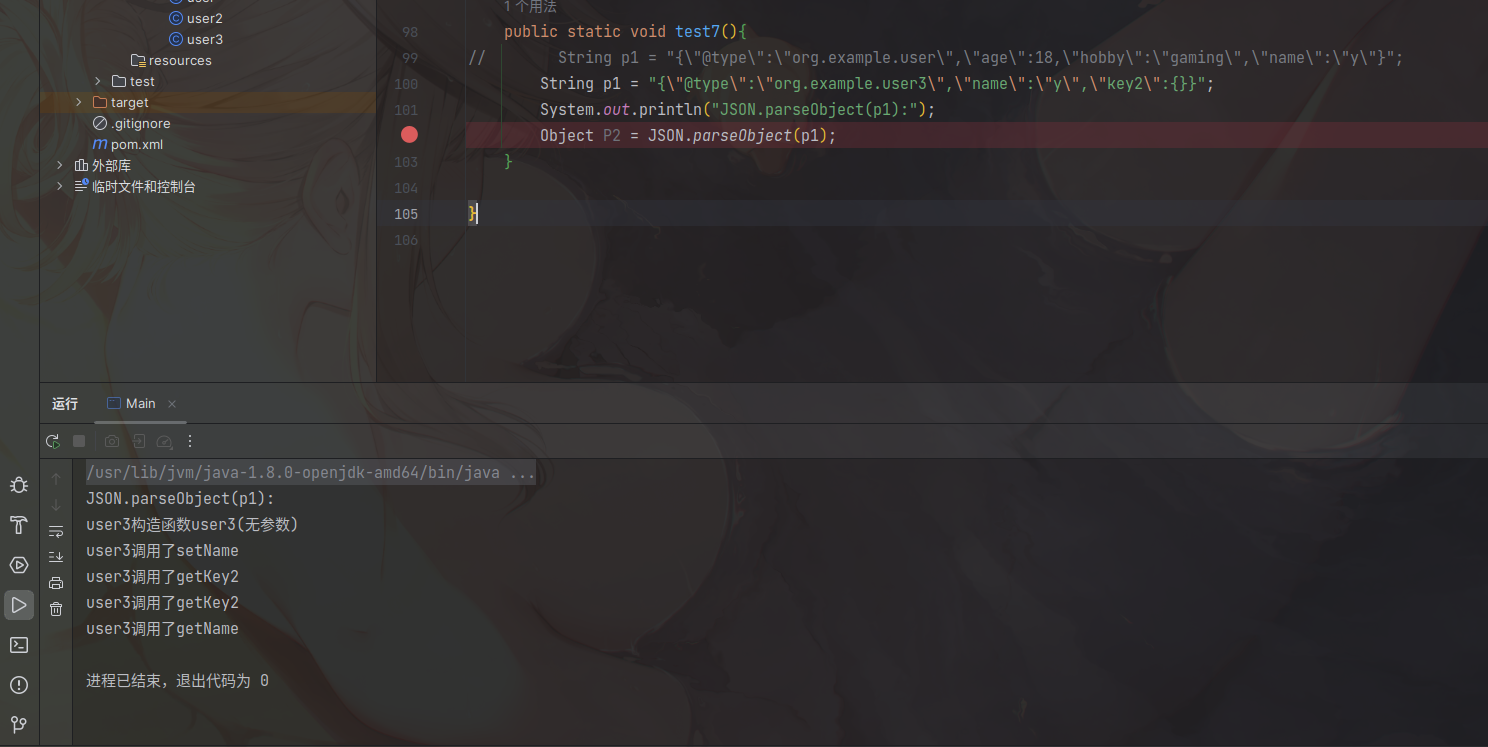 user
user2
user3
resources
test
target
.gitignore
pom.xml
外部库
临时文件和控制台
1 个用法
98 public static void test7(){
99 // String p1 = "{\"@type\":\"org.example.user\",\"age\":18,\"hobby\":\"gaming\",\"name\":\"y\"}";
100 String p1 = "{\"@type\":\"org.example.user3\",\"name\":\"y\",\"key2\":{}}";
101 System.out.println("JSON.parseObject(p1):");
Object P2 = JSON.parseObject(p1);
103 }
104
105 }
106
运行 Main
/usr/lib/jvm/java-1.8.0-openjdk-amd64/bin/java ...
JSON.parseObject(p1):
user3构造函数user3(无参数)
user3调用了setName
user3调用了getKey2
user3调用了getKey2
user3调用了getName
进程已结束，退出代码为 0